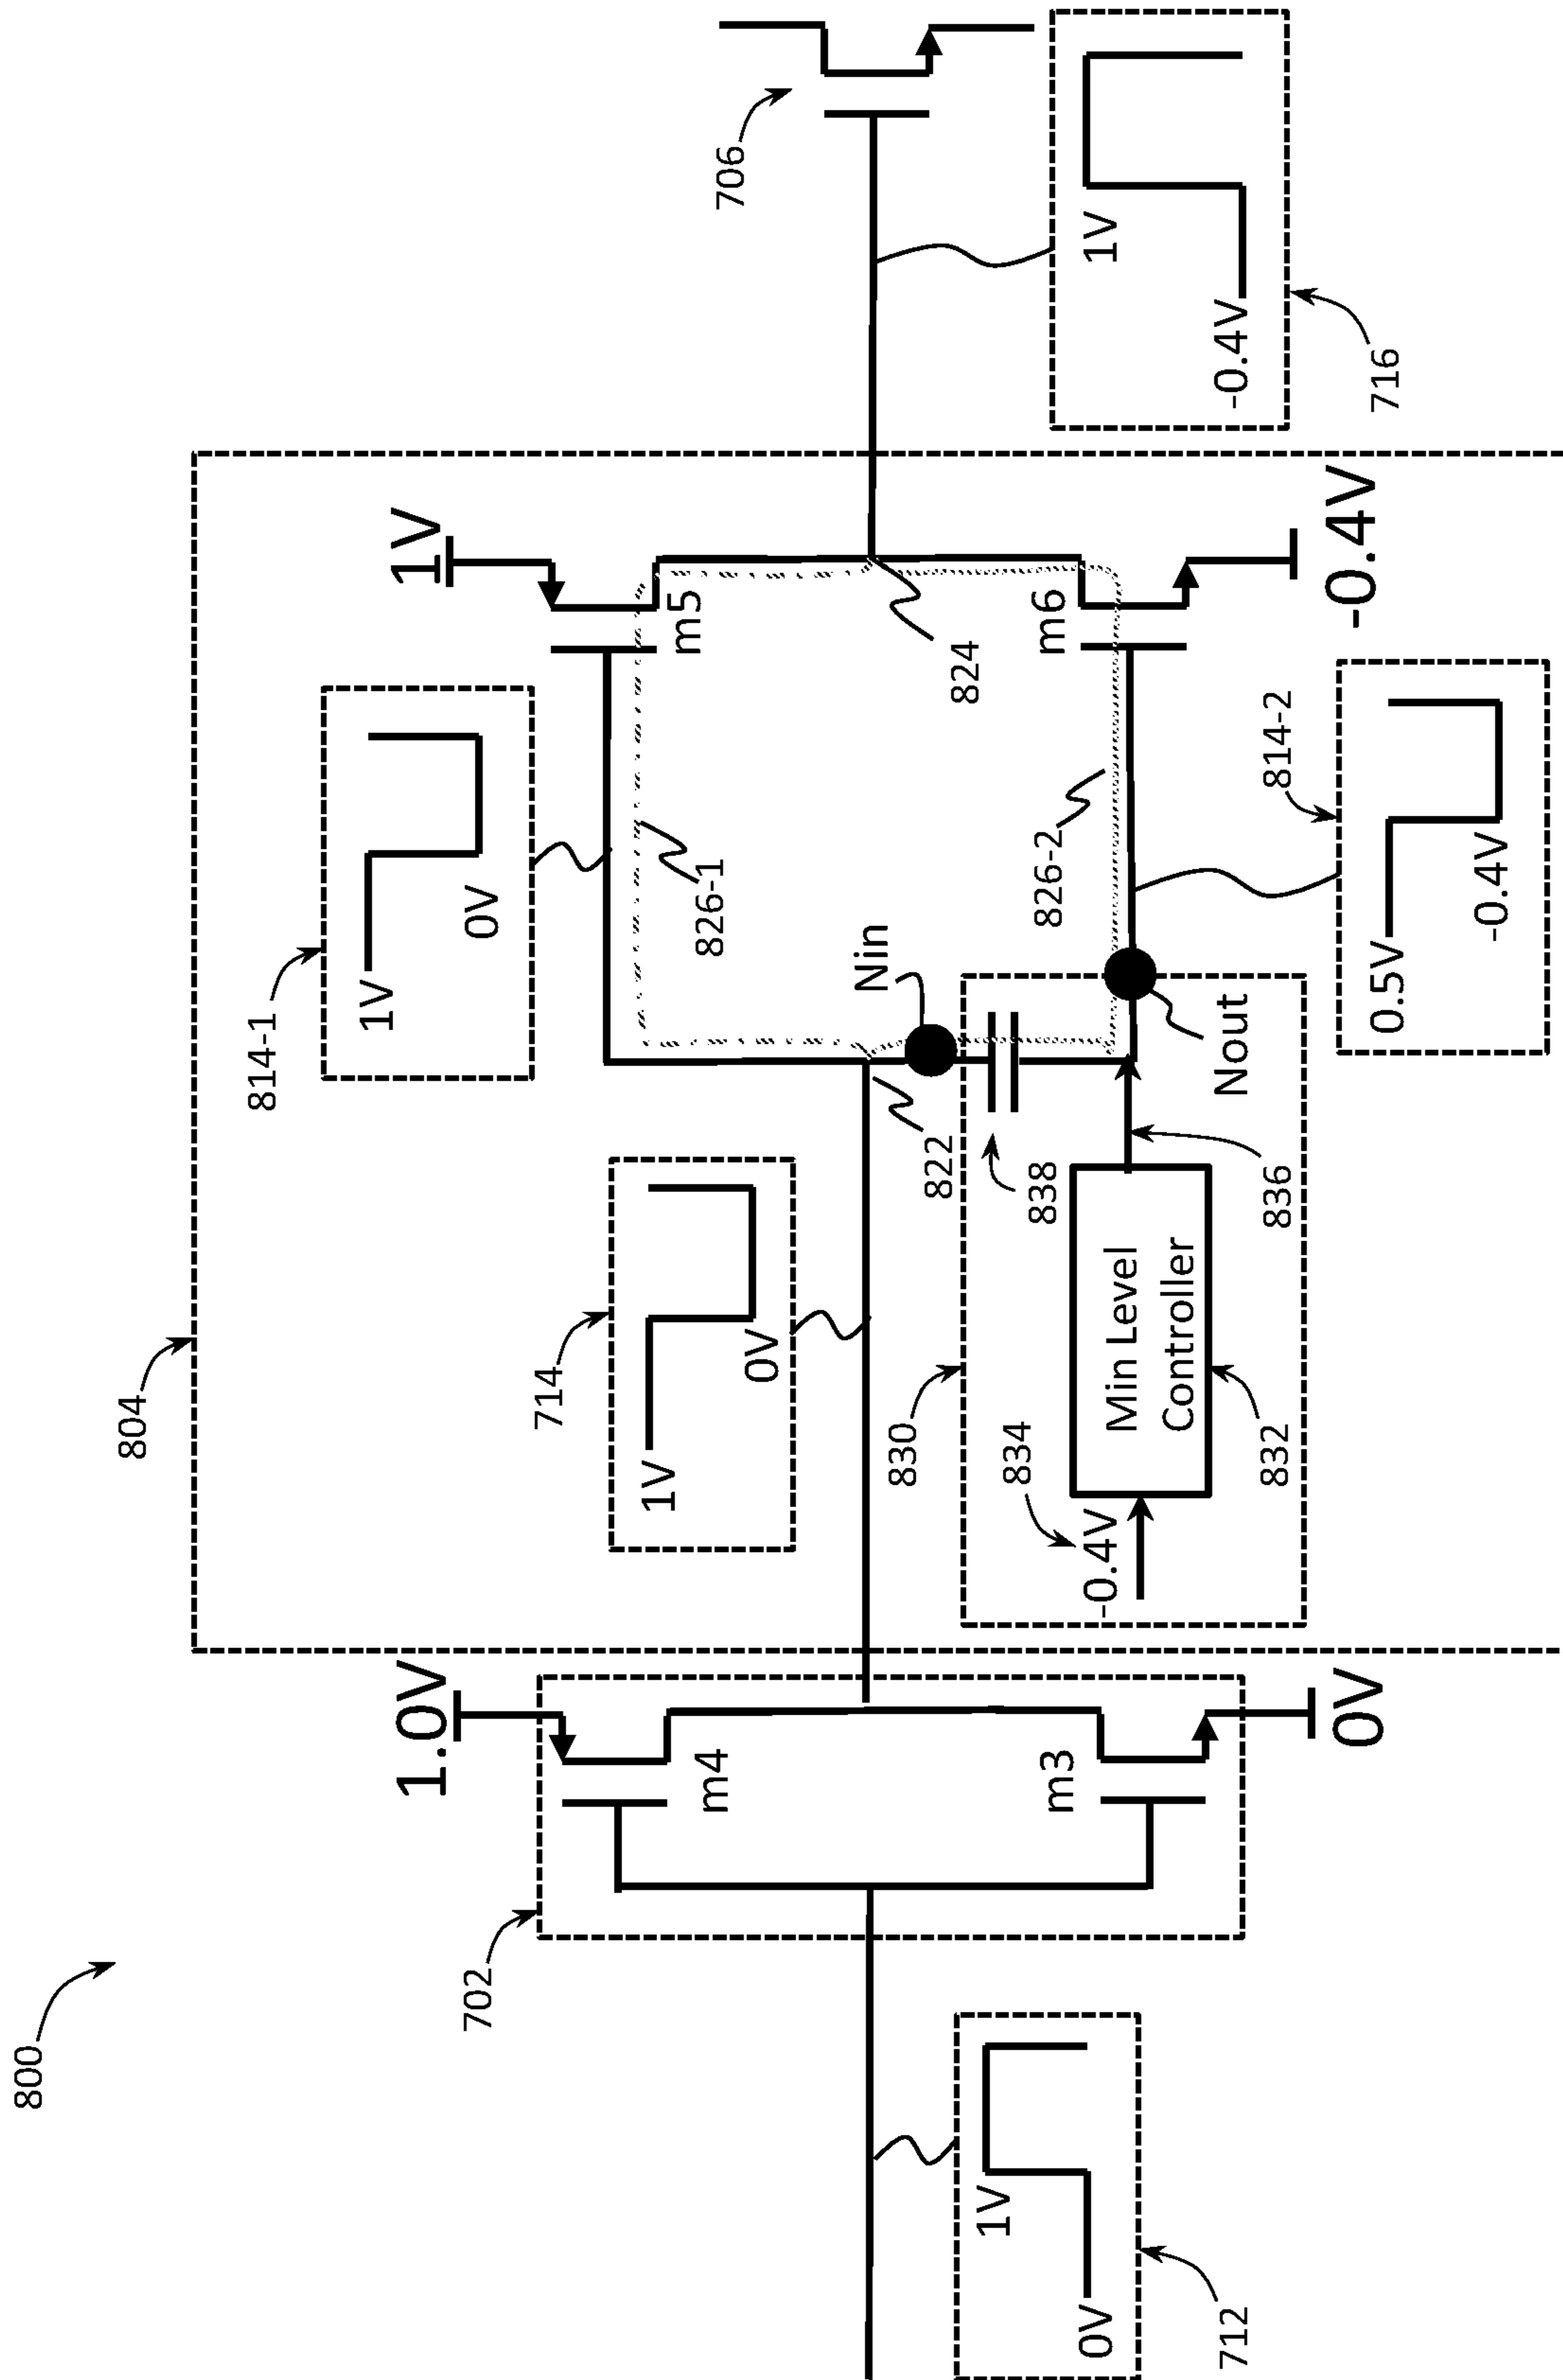 800
804
702
1.0V
m4
m3
0V
1V
0V
712
714
1V
0V
814-1
1V
0V
1V
m5
826-1
822
Nin
824
706
1V
-0.4V
716
830
834
-0.4V
Min Level
Controller
832
838
836
Nout
826-2
m6
-0.4V
814-2
0.5V
-0.4V